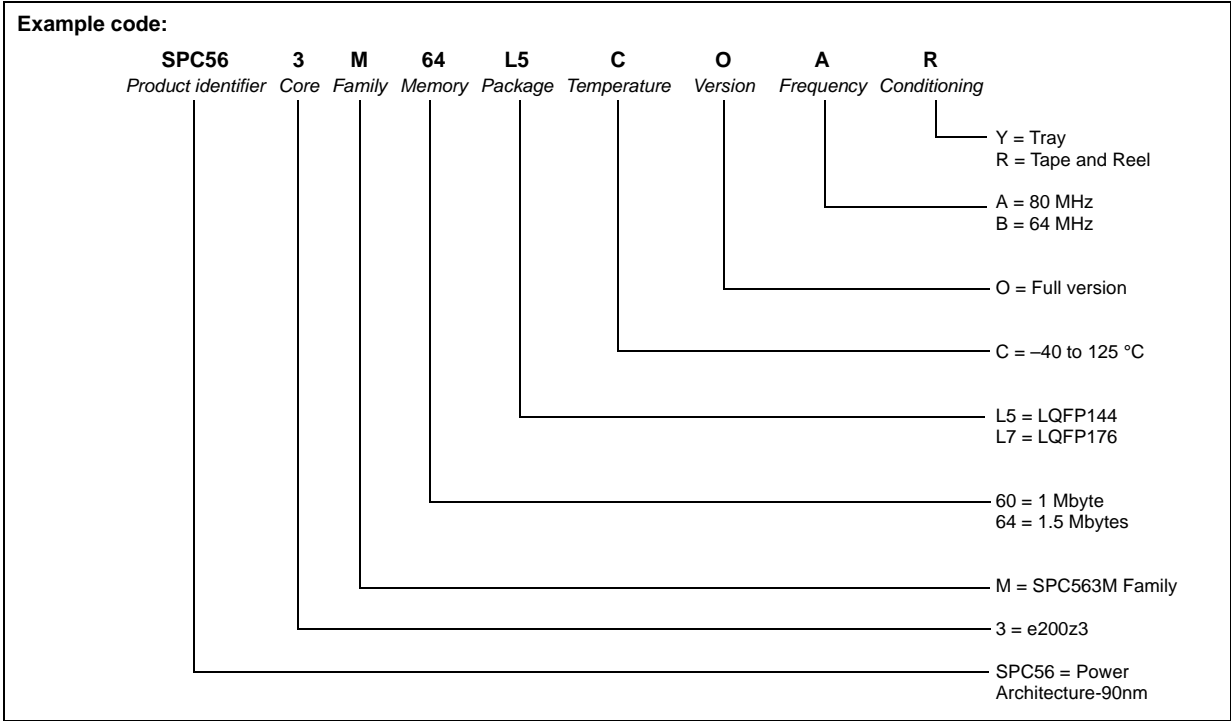 Example code:
SPC56 3 M 64 L5 C O A R
Product identifier Core Family Memory Package Temperature Version Frequency Conditioning
Y = Tray
R = Tape and Reel
A = 80 MHz
B = 64 MHz
O = Full version
C = –40 to 125 °C
L5 = LQFP144
L7 = LQFP176
60 = 1 Mbyte
64 = 1.5 Mbytes
M = SPC563M Family
3 = e200z3
SPC56 = Power
Architecture-90nm